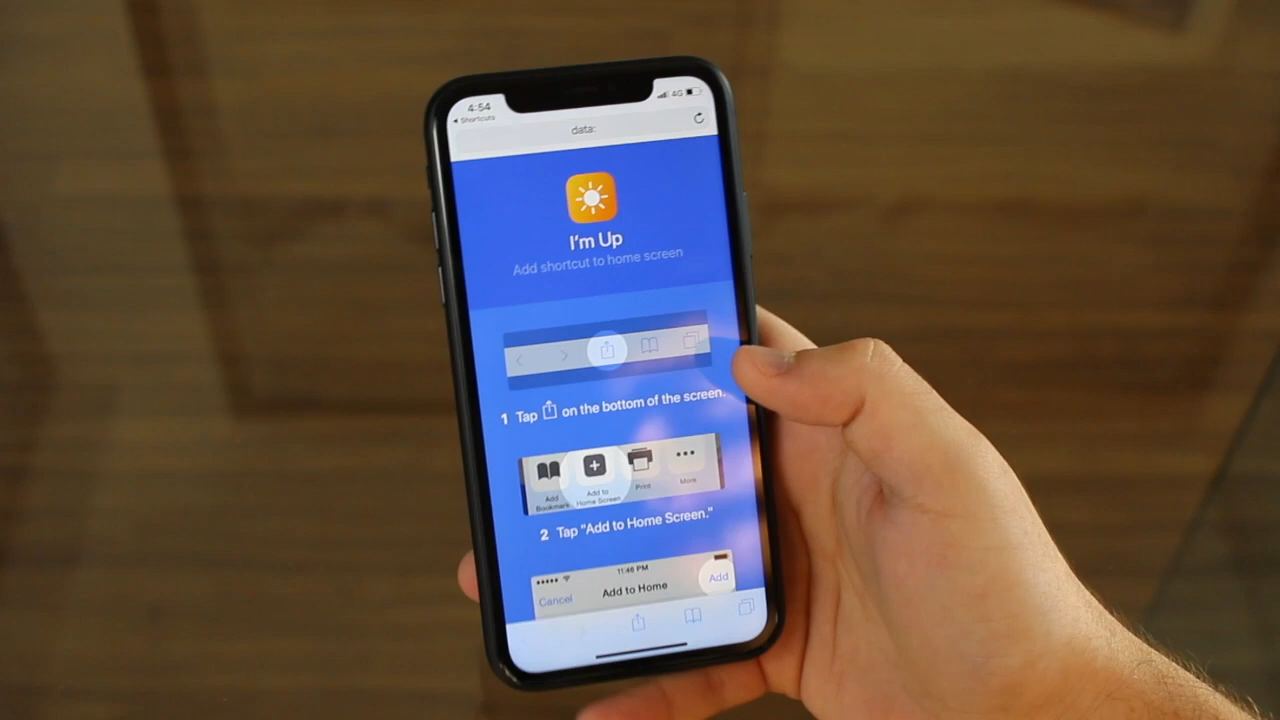 4:54
4G
Shortcuts
data:
I'm Up
Add shortcut to home screen
1 Tap on the bottom of the screen.
Add
Bookmark
Add to
Home Screen
Print
More
2 Tap "Add to Home Screen."
11:46 PM
Cancel
Add to Home
Add